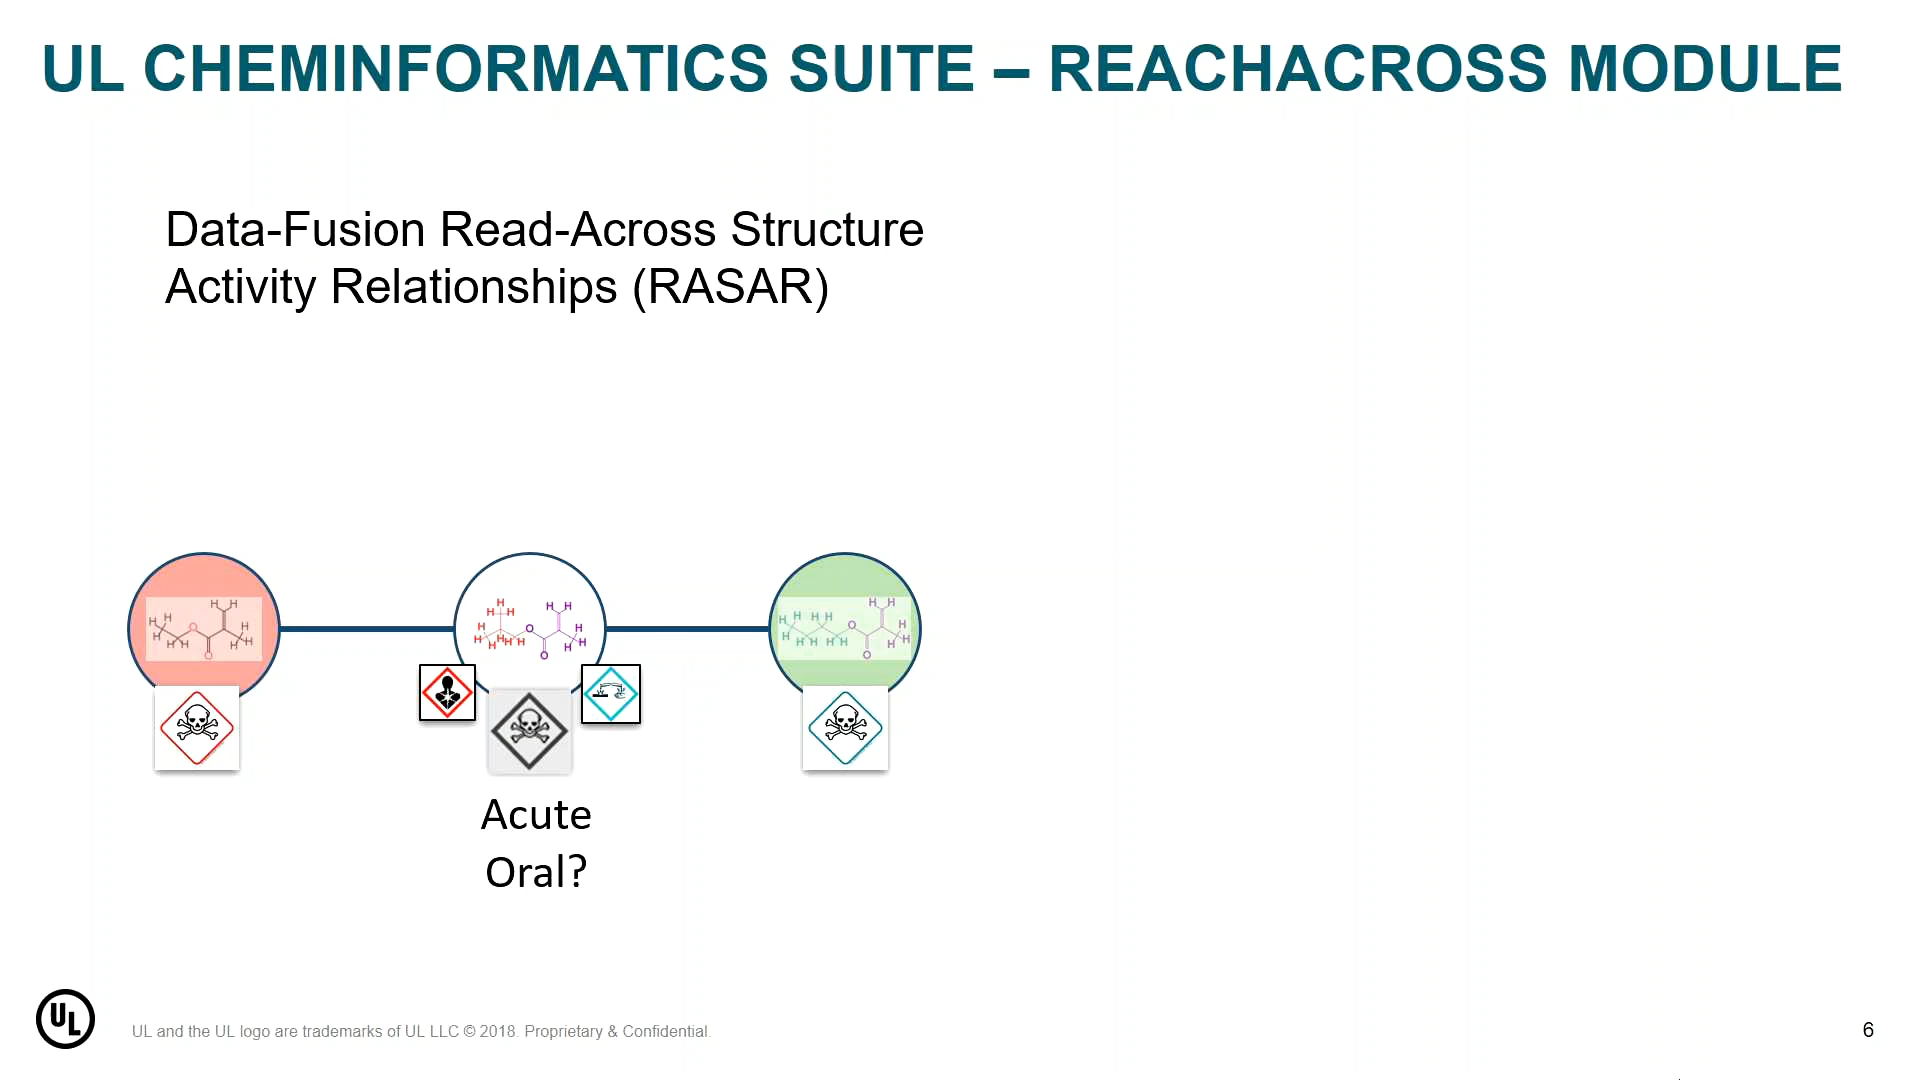 UL CHEMINFORMATICS SUITE – REACHACROSS MODULE
Data-Fusion Read-Across Structure
Activity Relationships (RASAR)
Acute
Oral?
UL
UL and the UL logo are trademarks of UL LLC © 2018. Proprietary & Confidential.
6